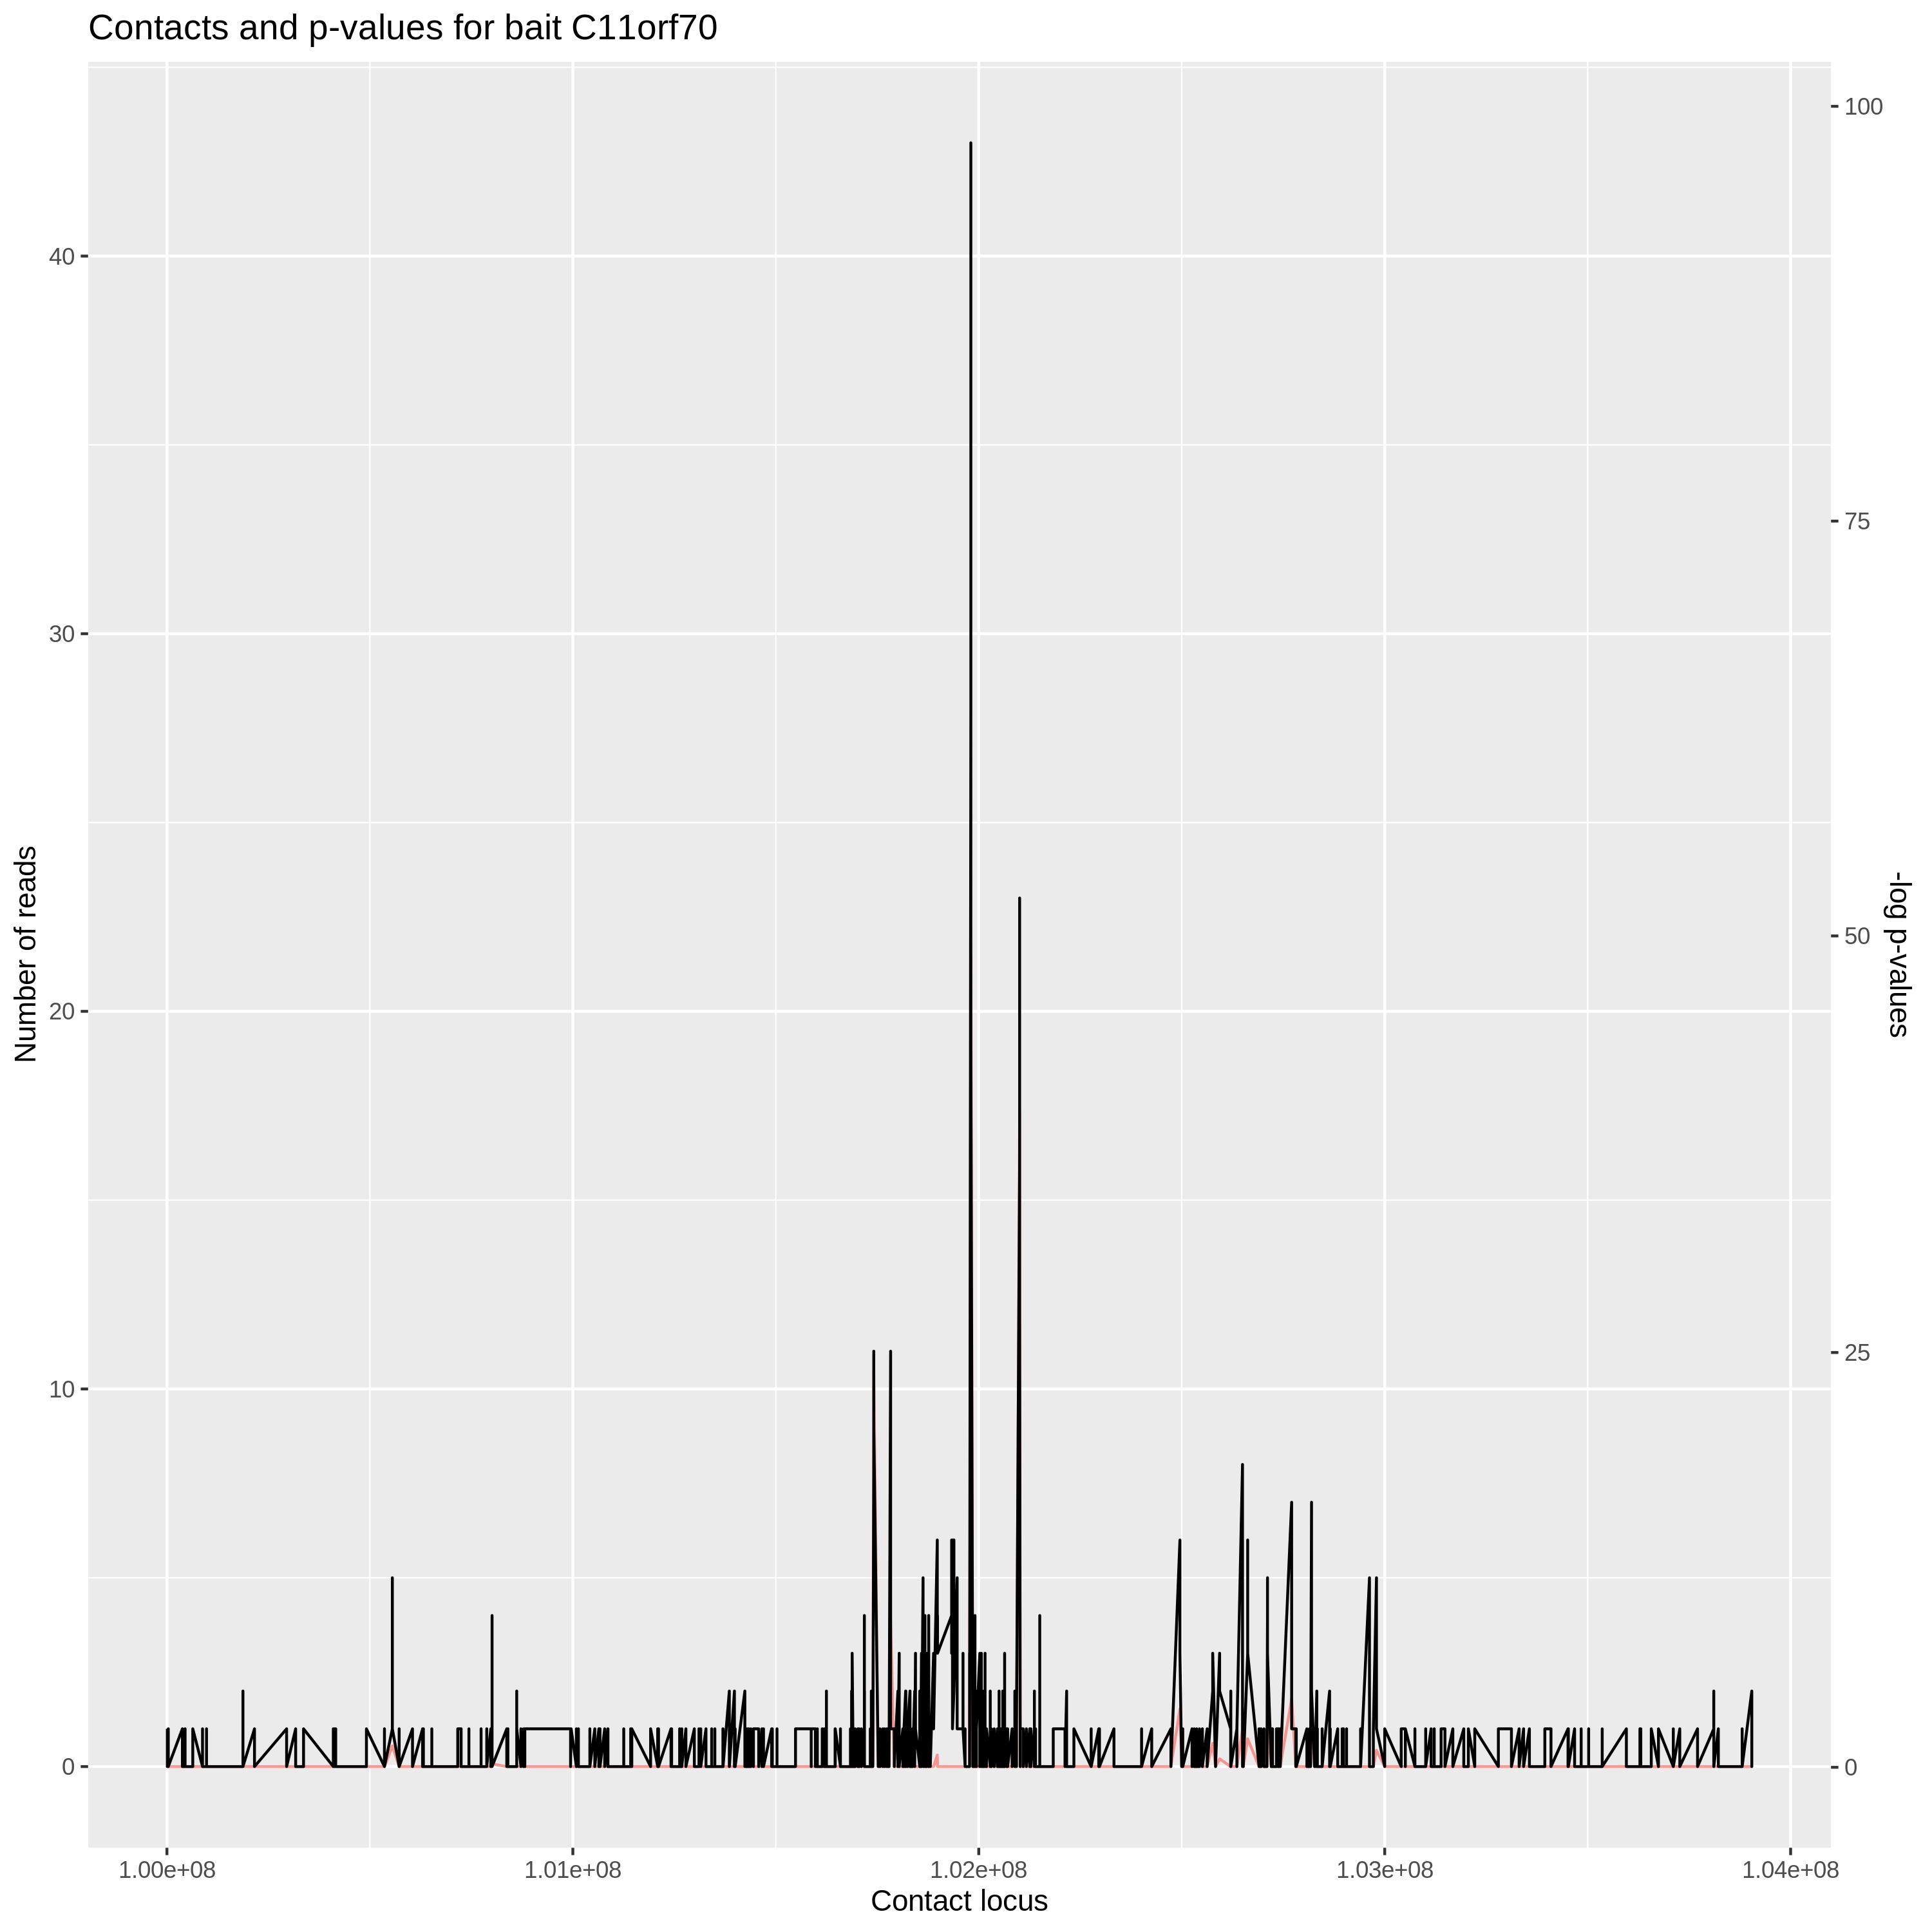 Contacts and p-values for bait C11orf70
Number of reads
40
30
20
10
0
100
75
50
25
0
-log p-values
1.00e+08
1.01e+08
1.02e+08
1.03e+08
1.04e+08
Contact locus